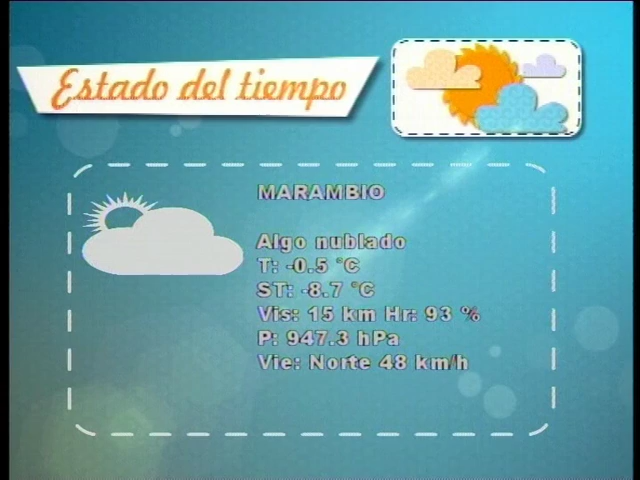 Estado del tiempo
MARAMBIO
Algo nublado
T: -0.5 °C
ST: -8.7 °C
Vis: 15 km Hr: 93 %
P: 947.3 hPa
Vie: Norte 48 km/h